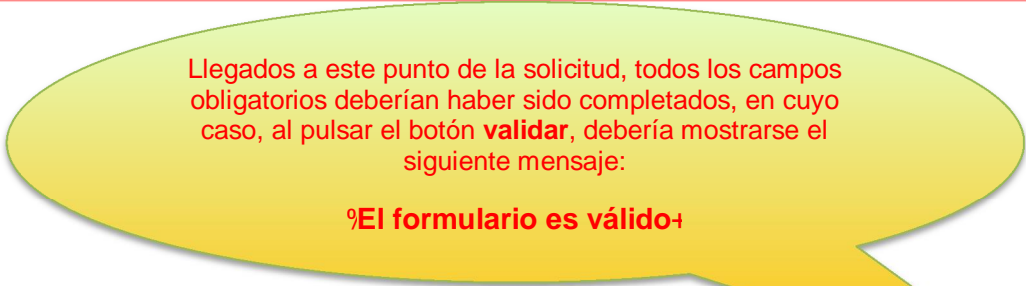 Llegados a este punto de la solicitud, todos los campos
obligatorios deberían haber sido completados, en cuyo
caso, al pulsar el botón validar, debería mostrarse el
siguiente mensaje:
%El formulario es válido+